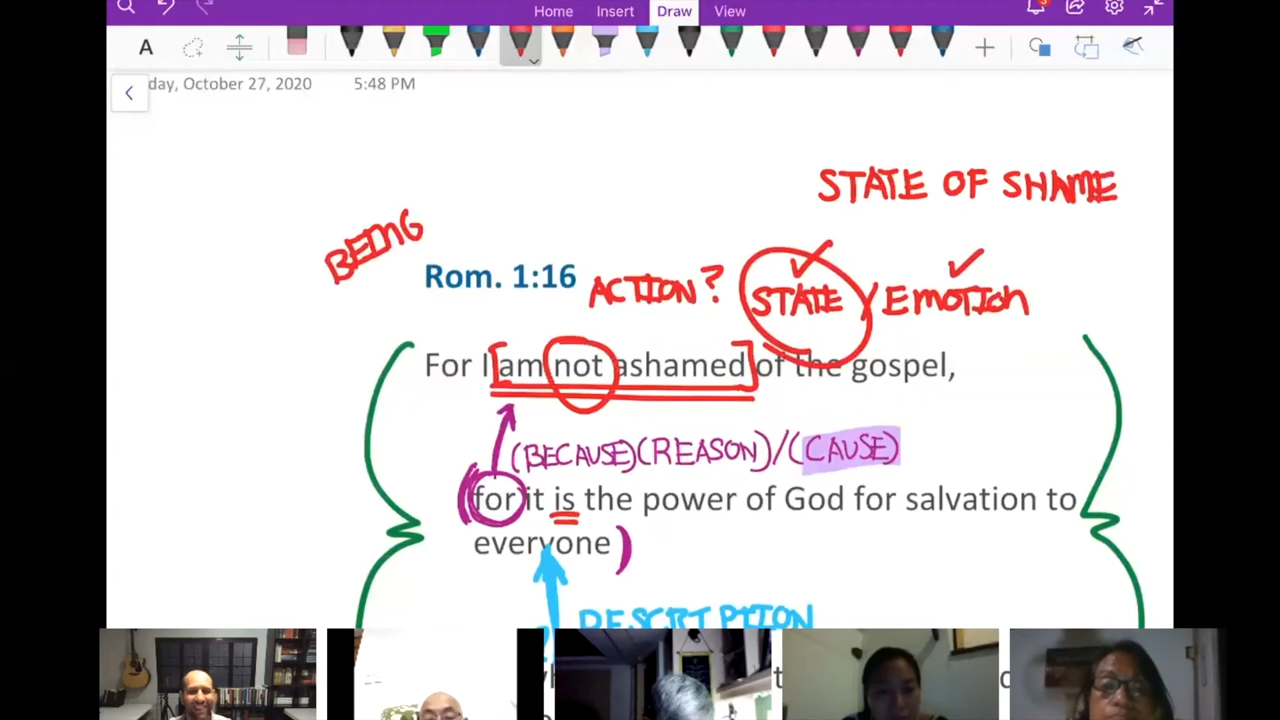 Home Insert Draw View
day, October 27, 2020 5:48 PM
STATE OF SHAME
BEING
Rom. 1:16 ACTION? STATE / EMOTION
For I am not ashamed of the gospel,
(BECAUSE)(REASON)/(CAUSE)
for it is the power of God for salvation to
everyone
DESCRIPTION